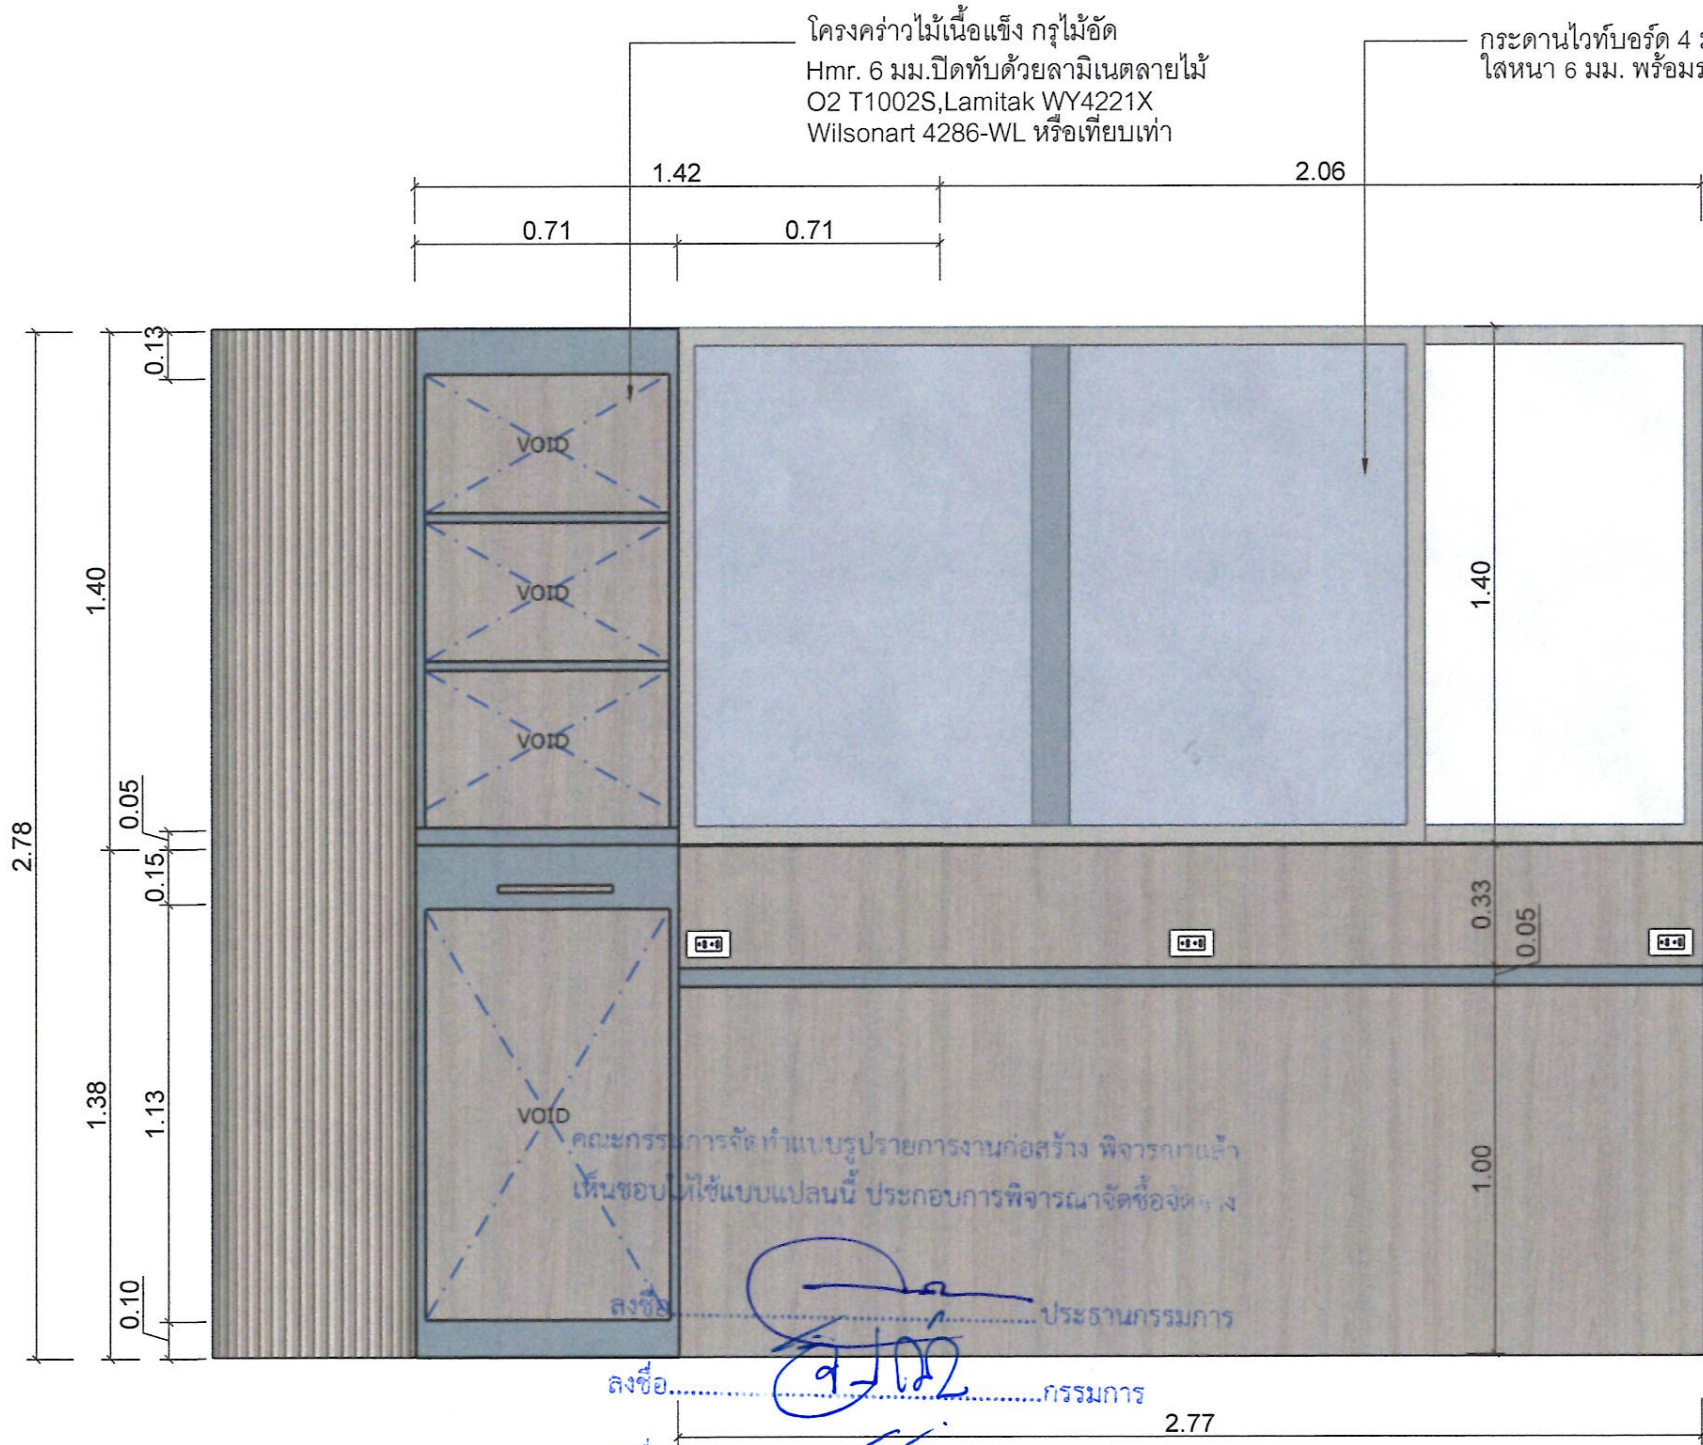 โครงคร่าวไม้เนื้อแข็ง กรุไม้อัด
Hmr. 6 มม.ปิดทับด้วยลามิเนตลายไม้
O2 T1002S,Lamitak WY4221X
Wilsonart 4286-WL หรือเทียบเท่า
กระดานไวท์บอร์ด 4
ใสหนา 6 มม.
1.42
2.06
0.71
0.71
0.13
1.40
0.05
0.15
2.78
1.38
1.13
0.10
VOID
VOID
VOID
VOID
1.40
0.33
0.05
1.00
คณะกรรมการจัดทำแบบรูปรายการงานก่อสร้าง พิจารณาแล้ว
เห็นชอบให้ใช้แบบแปลนนี้ ประกอบการพิจารณาจัดซื้อจัดจ้าง
ลงชื่อ ประธานกรรมการ
ลงชื่อ กรรมการ
2.77